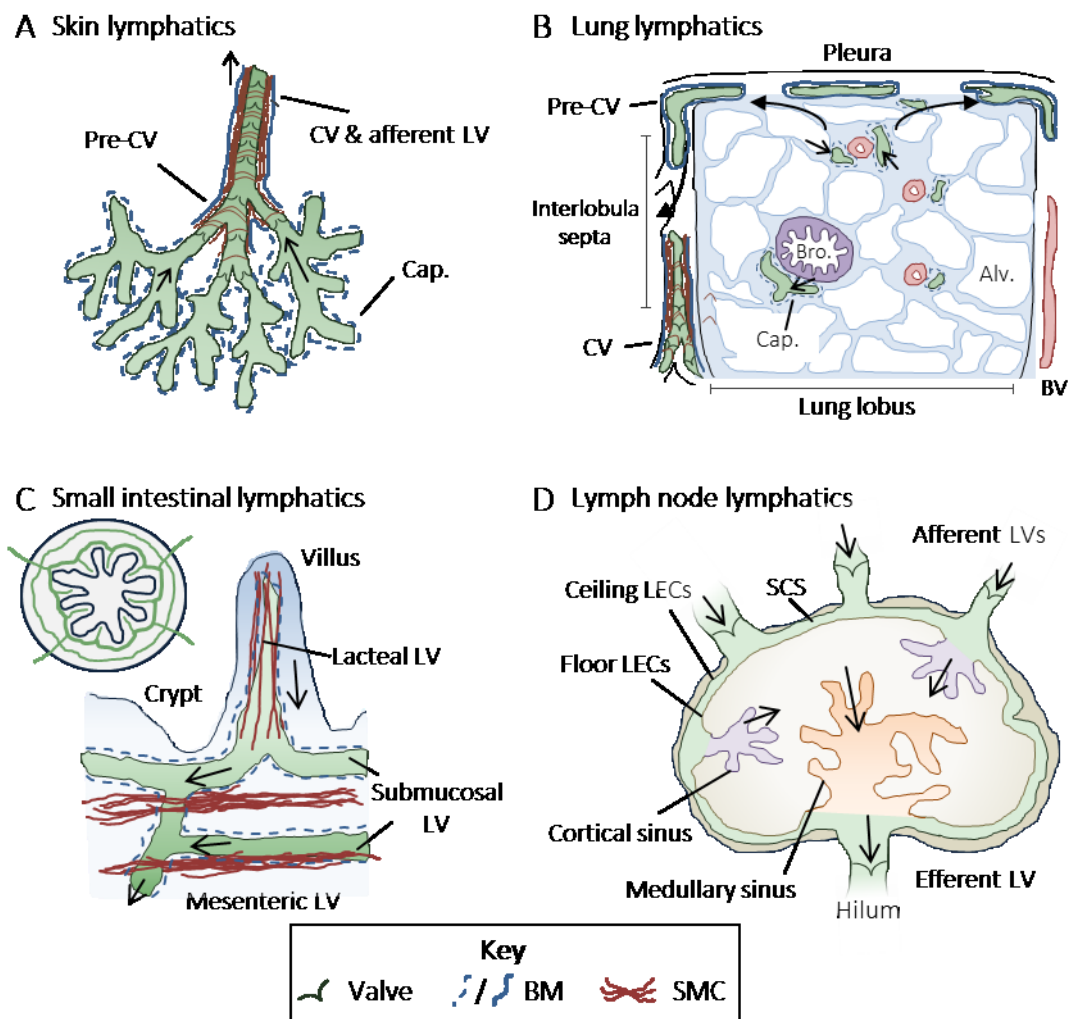 A Skin lymphatics
Pre-CV
CV & afferent LV
Cap.
B Lung lymphatics
Pleura
Pre-CV
Interlobula
septa
Bro.
Alv.
Cap.
CV
BV
Lung lobus
C Small intestinal lymphatics
Villus
Lacteal LV
Crypt
Submucosal
LV
Mesenteric LV
D Lymph node lymphatics
Afferent LVs
Ceiling LECs
SCS
Floor LECs
Cortical sinus
Medullary sinus
Efferent LV
Hilum
Key
Valve
/ BM
SMC